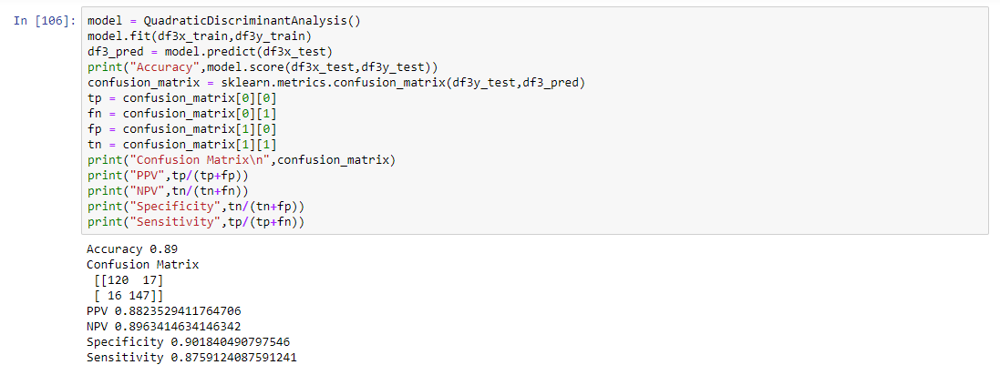 In [106]: model = QuadraticDiscriminantAnalysis()
model.fit(df3x_train,df3y_train)
df3_pred = model.predict(df3x_test)
print("Accuracy",model.score(df3x_test,df3y_test))
confusion_matrix = sklearn.metrics.confusion_matrix(df3y_test,df3_pred)
tp = confusion_matrix[0][0]
fn = confusion_matrix[0][1]
fp = confusion_matrix[1][0]
tn = confusion_matrix[1][1]
print("Confusion Matrix\n",confusion_matrix)
print("PPV",tp/(tp+fp))
print("NPV",tn/(tn+fn))
print("Specificity",tn/(tn+fp))
print("Sensitivity",tp/(tp+fn))
Accuracy 0.89
Confusion Matrix
 [[120  17]
 [ 16 147]]
PPV 0.8823529411764706
NPV 0.8963414634146342
Specificity 0.901840490797546
Sensitivity 0.8759124087591241